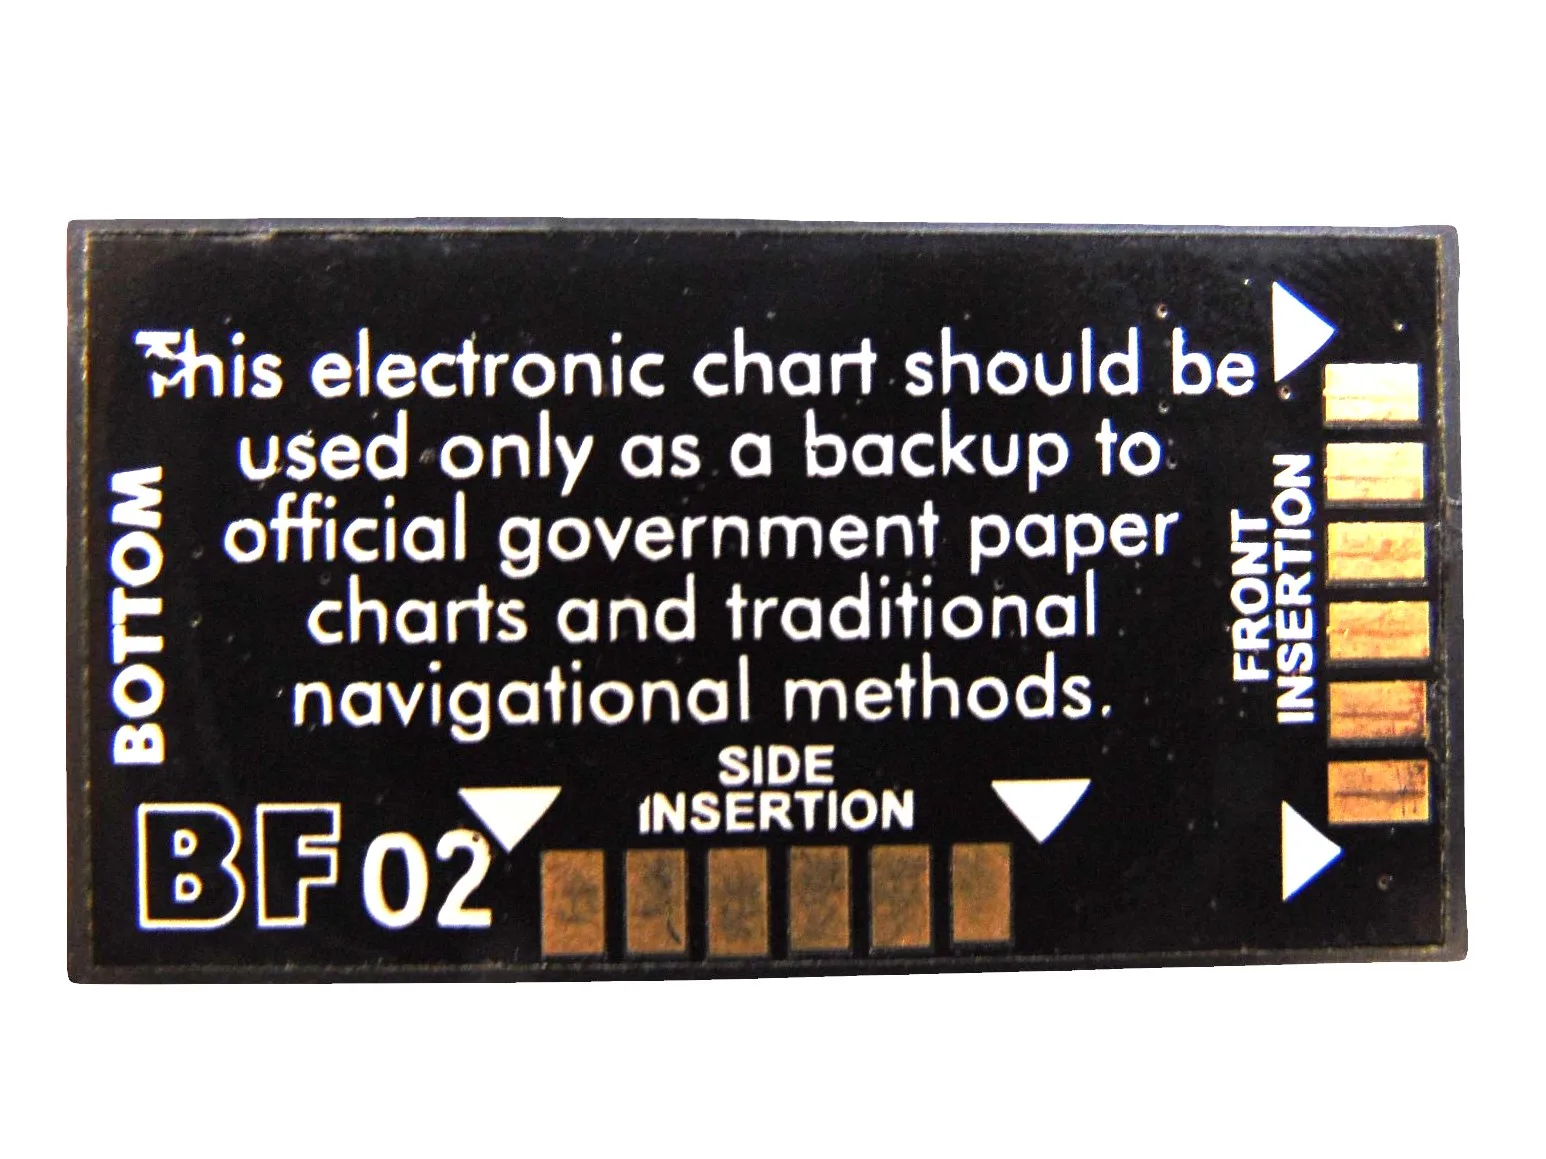 This electronic chart should be
used only as a backup to
official government paper
charts and traditional
navigational methods.
BOTTOM
FRONT
INSERTION
SIDE
INSERTION
BF 02